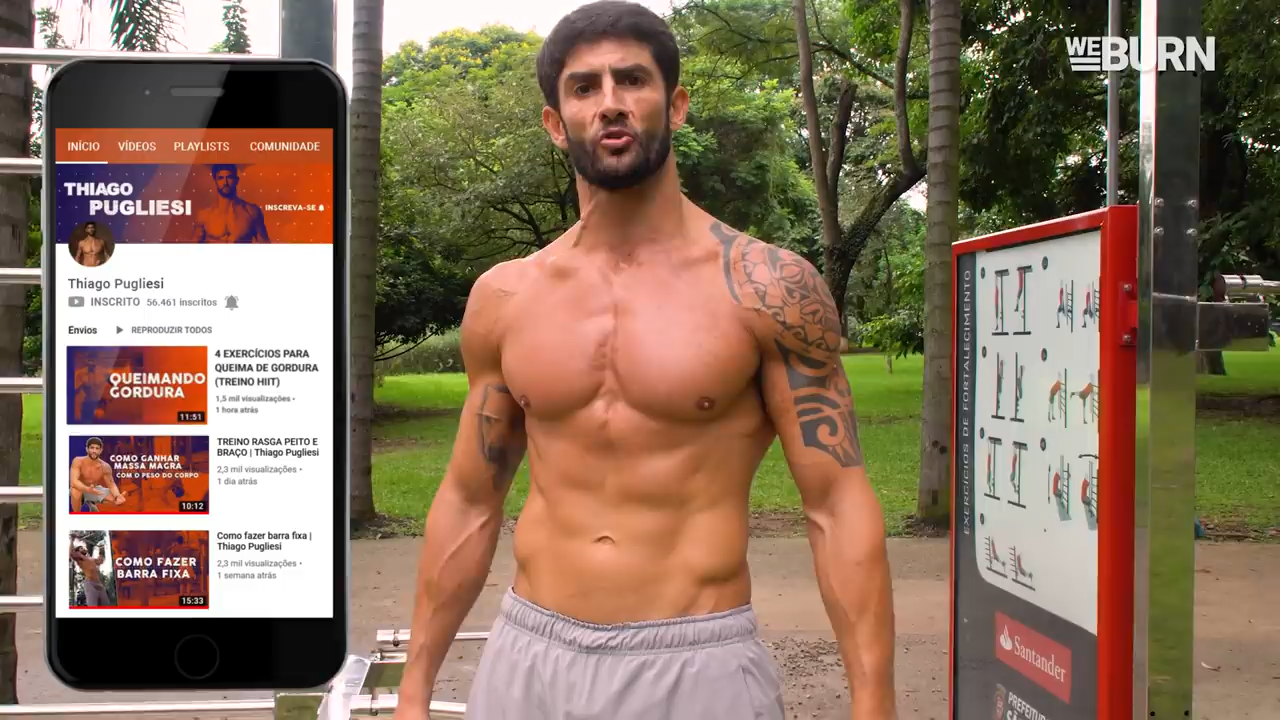 WEBURN
INÍCIO VÍDEOS PLAYLISTS COMUNIDADE
THIAGO
PUGLIESI
INSCREVA-SE
Thiago Pugliesi
INSCRITO 56.461 inscritos
Envios REPRODUZIR TODOS
QUEIMANDO
GORDURA
11:51
4 EXERCÍCIOS PARA
QUEIMA DE GORDURA
(TREINO HIIT)
1,5 mil visualizações •
1 hora atrás
COMO GANHAR
MASSA MAGRA
COM O PESO DO CORPO
10:12
TREINO RASGA PEITO E
BRAÇO | Thiago Pugliesi
2,3 mil visualizações •
1 dia atrás
COMO FAZER
BARRA FIXA
15:33
Como fazer barra fixa |
Thiago Pugliesi
2,3 mil visualizações •
1 semana atrás
EXERCÍCIOS DE FORTALECIMENTO
Santander